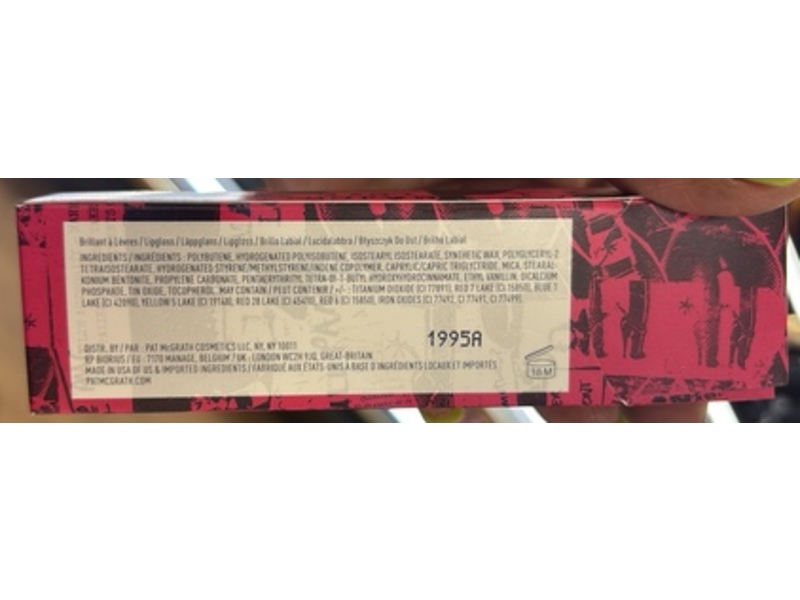 Brilliant à Lèvres / Lipgloss / Läppglans / Lipgloss / Brillo Labial / Lucidalabbra / Błyszczyk Do Ust / Brilho Labial
INGREDIENTS / INGRÉDIENTS : POLYBUTENE, HYDROGENATED POLYISOBUTENE, ISOSTEARYL ISOSTEARATE, SYNTHETIC WAX, POLYGLYCERYL-2
TETRAISOSTEARATE, HYDROGENATED STYRENE/METHYLSTYRENE/INDENE COPOLYMER, CAPRYLIC/CAPRIC TRIGLYCERIDE, MICA, STEARAL-
KONIUM BENTONITE, PROPYLENE CARBONATE, PENTAERYTHRITYL TETRA-DI-T-BUTYL HYDROXYHYDROCINNAMATE, ETHYL VANILLIN, DICALCIUM
PHOSPHATE, TIN OXIDE, TOCOPHEROL. MAY CONTAIN / PEUT CONTENIR / +/- : TITANIUM DIOXIDE (CI 77891), RED 7 LAKE (CI 15850), BLUE 1
LAKE (CI 42090), YELLOW 5 LAKE (CI 19140), RED 28 LAKE (CI 45410), RED 6 (CI 15850), IRON OXIDES (CI 77492, CI 77491, CI 77499).
1995A
DISTR. BY / PAR : PAT McGRATH COSMETICS LLC, NY, NY 10011
RP BIORIUS / EU : 7170 MANAGE, BELGIUM / UK : LONDON WC2H 9JQ, GREAT-BRITAIN
MADE IN USA OF US & IMPORTED INGREDIENTS / FABRIQUÉ AUX ÉTATS-UNIS À BASE D'INGRÉDIENTS LOCAUX ET IMPORTÉS
PATMCGRATH.COM
18 M